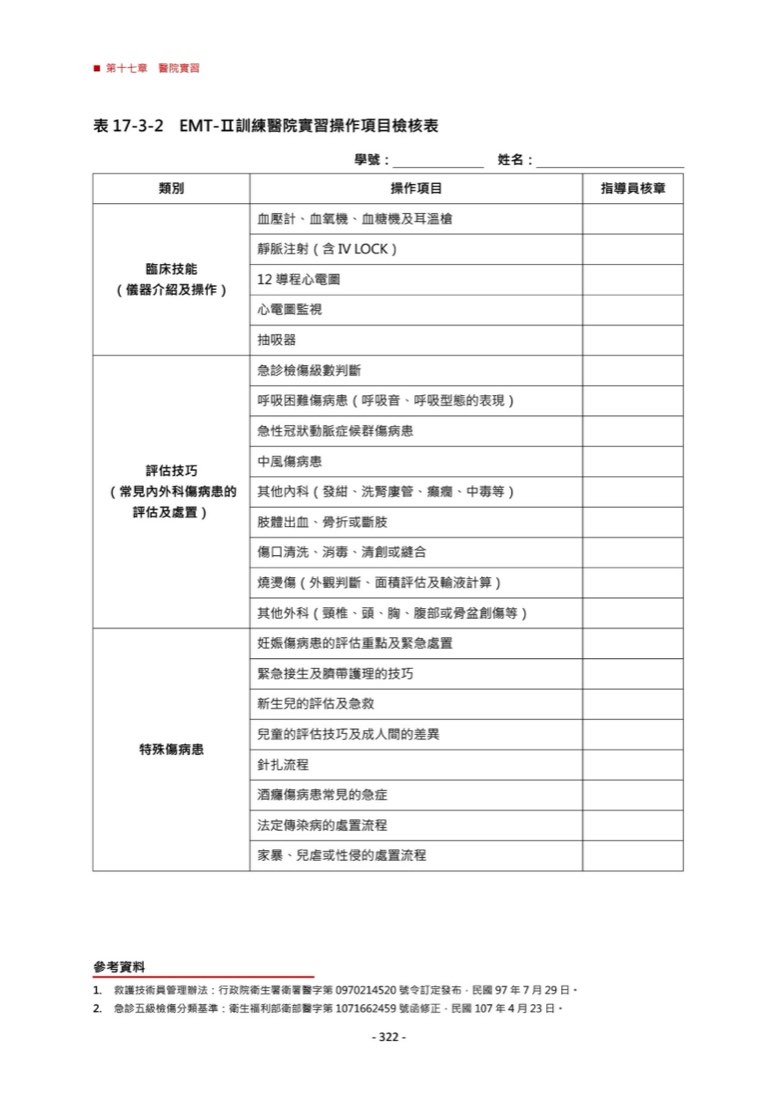 ■ 第十七章　醫院實習
表 17-3-2　EMT-Ⅱ訓練醫院實習操作項目檢核表
學號：　姓名：
類別　操作項目　指導員核章
臨床技能
（儀器介紹及操作）
血壓計、血氧機、血糖機及耳溫槍
靜脈注射（含 IV LOCK）
12 導程心電圖
心電圖監視
抽吸器
評估技巧
（常見內外科傷病患的
評估及處置）
急診檢傷級數判斷
呼吸困難傷病患（呼吸音、呼吸型態的表現）
急性冠狀動脈症候群傷病患
中風傷病患
其他內科（發紺、洗腎廔管、癲癇、中毒等）
肢體出血、骨折或斷肢
傷口清洗、消毒、清創或縫合
燒燙傷（外觀判斷、面積評估及輸液計算）
其他外科（頸椎、頭、胸、腹部或骨盆創傷等）
特殊傷病患
妊娠傷病患的評估重點及緊急處置
緊急接生及臍帶護理的技巧
新生兒的評估及急救
兒童的評估技巧及成人間的差異
針扎流程
酒癮傷病患常見的急症
法定傳染病的處置流程
家暴、兒虐或性侵的處置流程
參考資料
1.　救護技術員管理辦法：行政院衛生署衛署醫字第 0970214520 號令訂定發布，民國 97 年 7 月 29 日。
2.　急診五級檢傷分類基準：衛生福利部衛部醫字第 1071662459 號函修正，民國 107 年 4 月 23 日。
- 322 -